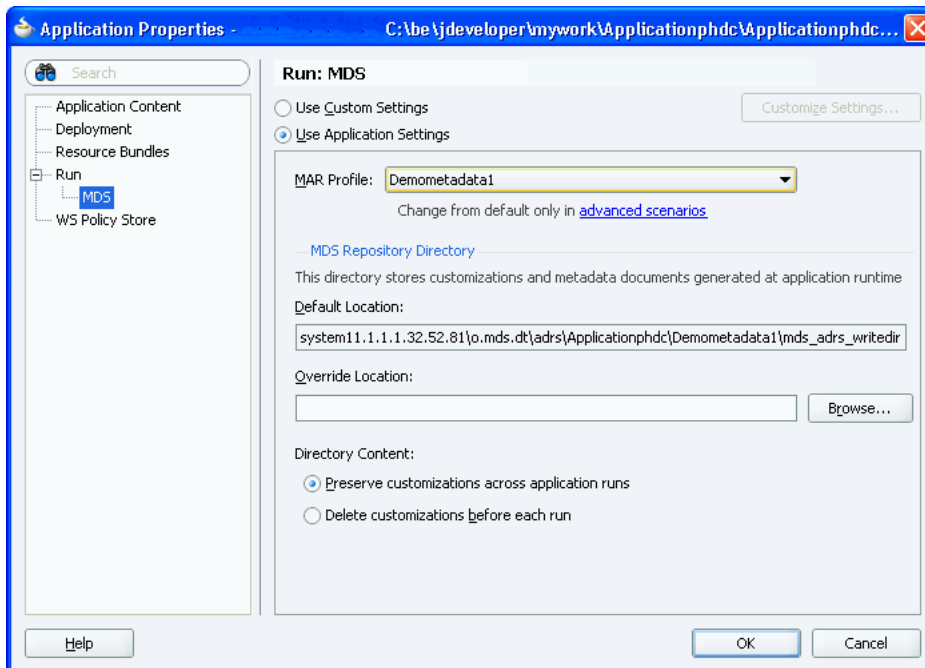 Application Properties - C:\be\jdeveloper\mywork\Applicationphdc\Applicationphdc...
Search
Application Content
Deployment
Resource Bundles
Run
MDS
WS Policy Store
Run: MDS
Use Custom Settings
Customize Settings...
Use Application Settings
MAR Profile: Demometadata1
Change from default only in advanced scenarios
MDS Repository Directory
This directory stores customizations and metadata documents generated at application runtime
Default Location:
system11.1.1.1.32.52.81\o.mds.dt\adrs\Applicationphdc\Demometadata1\mds_adrs_writedir
Override Location:
Browse...
Directory Content:
Preserve customizations across application runs
Delete customizations before each run
Help
OK
Cancel